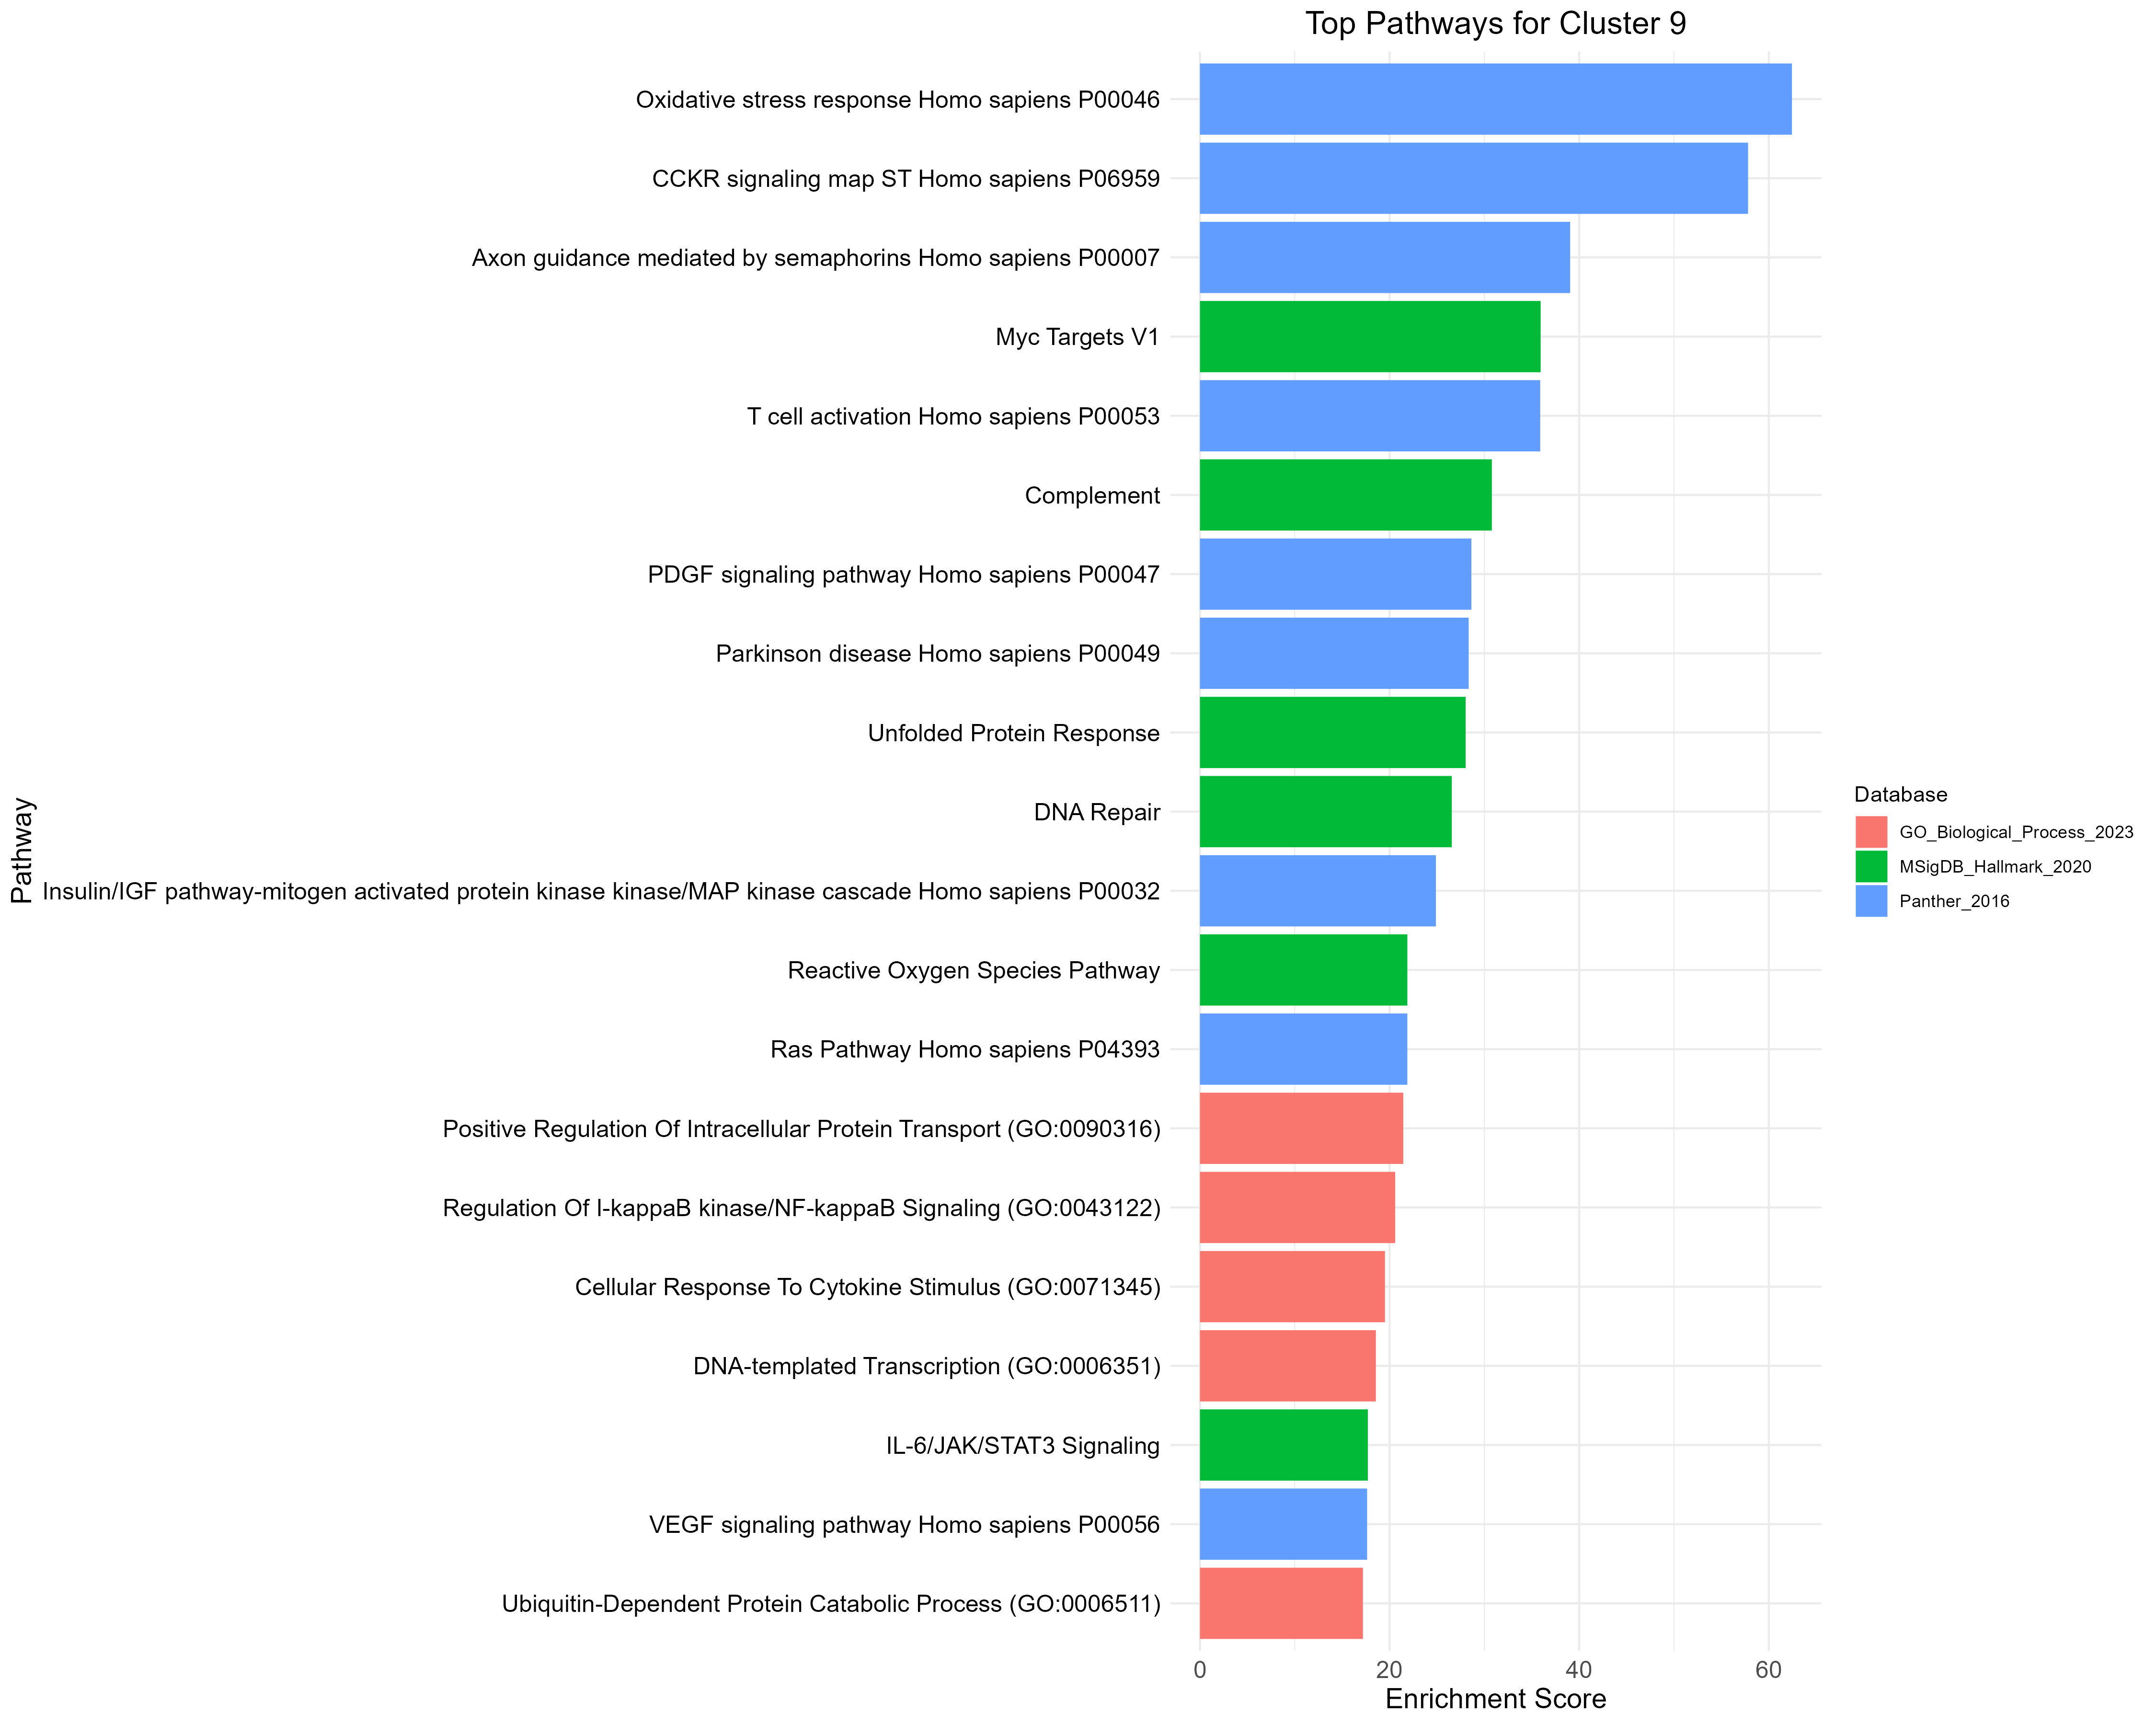 Top Pathways for Cluster 9
Oxidative stress response Homo sapiens P00046
CCKR signaling map ST Homo sapiens P06959
Axon guidance mediated by semaphorins Homo sapiens P00007
Myc Targets V1
T cell activation Homo sapiens P00053
Complement
PDGF signaling pathway Homo sapiens P00047
Parkinson disease Homo sapiens P00049
Unfolded Protein Response
DNA Repair
Insulin/IGF pathway-mitogen activated protein kinase kinase/MAP kinase cascade Homo sapiens P00032
Reactive Oxygen Species Pathway
Ras Pathway Homo sapiens P04393
Positive Regulation Of Intracellular Protein Transport (GO:0090316)
Regulation Of I-kappaB kinase/NF-kappaB Signaling (GO:0043122)
Cellular Response To Cytokine Stimulus (GO:0071345)
DNA-templated Transcription (GO:0006351)
IL-6/JAK/STAT3 Signaling
VEGF signaling pathway Homo sapiens P00056
Ubiquitin-Dependent Protein Catabolic Process (GO:0006511)
Pathway
0 20 40 60
Enrichment Score
Database
GO_Biological_Process_2023
MSigDB_Hallmark_2020
Panther_2016